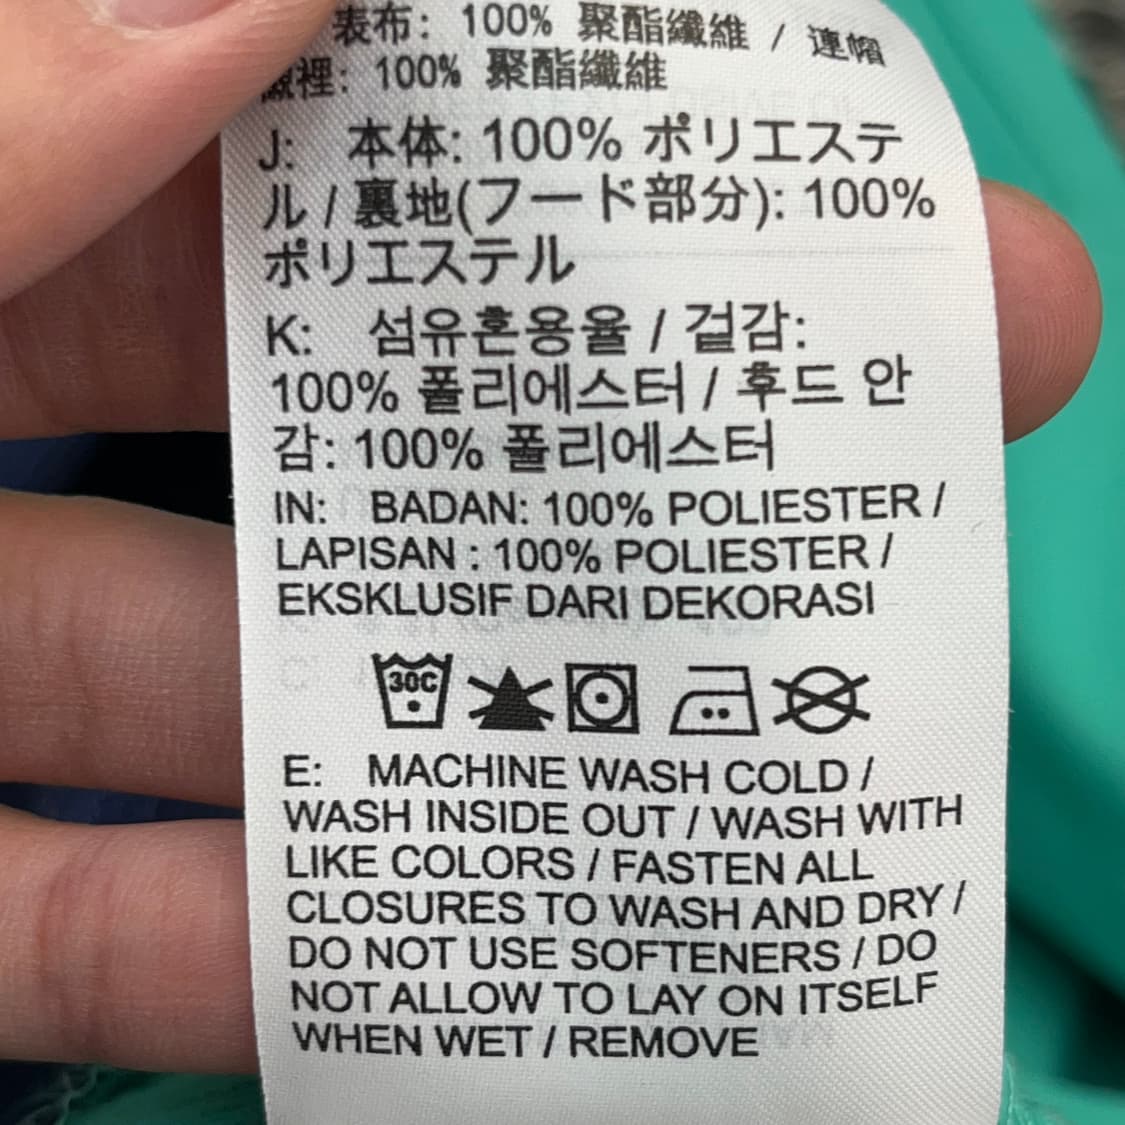 表布: 100% 聚酯纖維 / 連帽
襯裡: 100% 聚酯纖維
J: 本体: 100% ポリエステ
ル / 裏地(フード部分): 100%
ポリエステル
K: 섬유혼용율 / 겉감:
100% 폴리에스터 / 후드 안
감: 100% 폴리에스터
IN: BADAN: 100% POLIESTER /
LAPISAN : 100% POLIESTER /
EKSKLUSIF DARI DEKORASI
30C
E: MACHINE WASH COLD /
WASH INSIDE OUT / WASH WITH
LIKE COLORS / FASTEN ALL
CLOSURES TO WASH AND DRY /
DO NOT USE SOFTENERS / DO
NOT ALLOW TO LAY ON ITSELF
WHEN WET / REMOVE